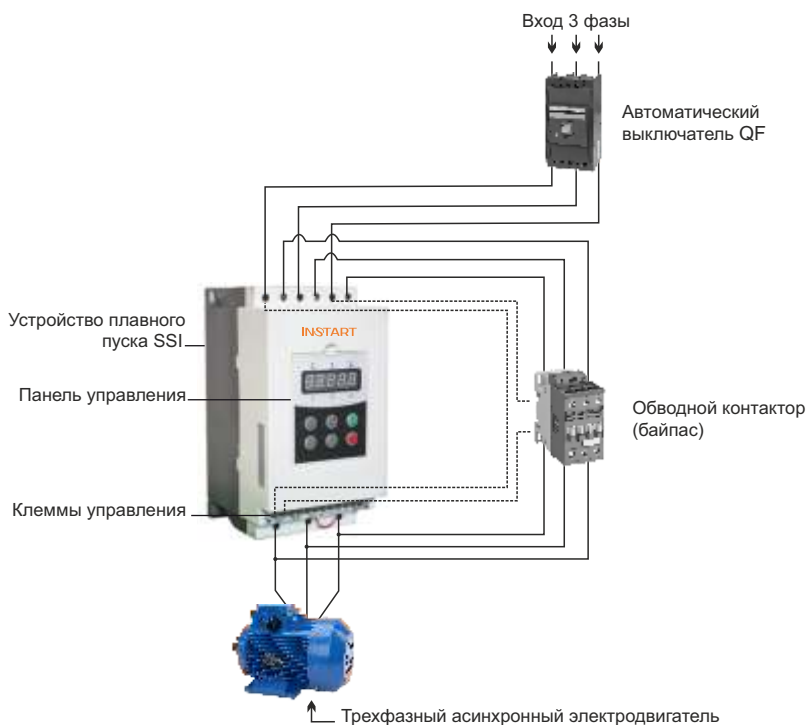 Вход 3 фазы
Автоматический
выключатель QF
Устройство плавного
пуска SSI
INSTART
Панель управления
Обводной контактор
(байпас)
Клеммы управления
Трехфазный асинхронный электродвигатель